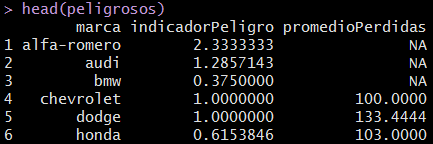 > head(peligrosos)
marca indicadorPeligro promedioPerdidas
1 alfa-romero 2.3333333 NA
2 audi 1.2857143 NA
3 bmw 0.3750000 NA
4 chevrolet 1.0000000 100.0000
5 dodge 1.0000000 133.4444
6 honda 0.6153846 103.0000